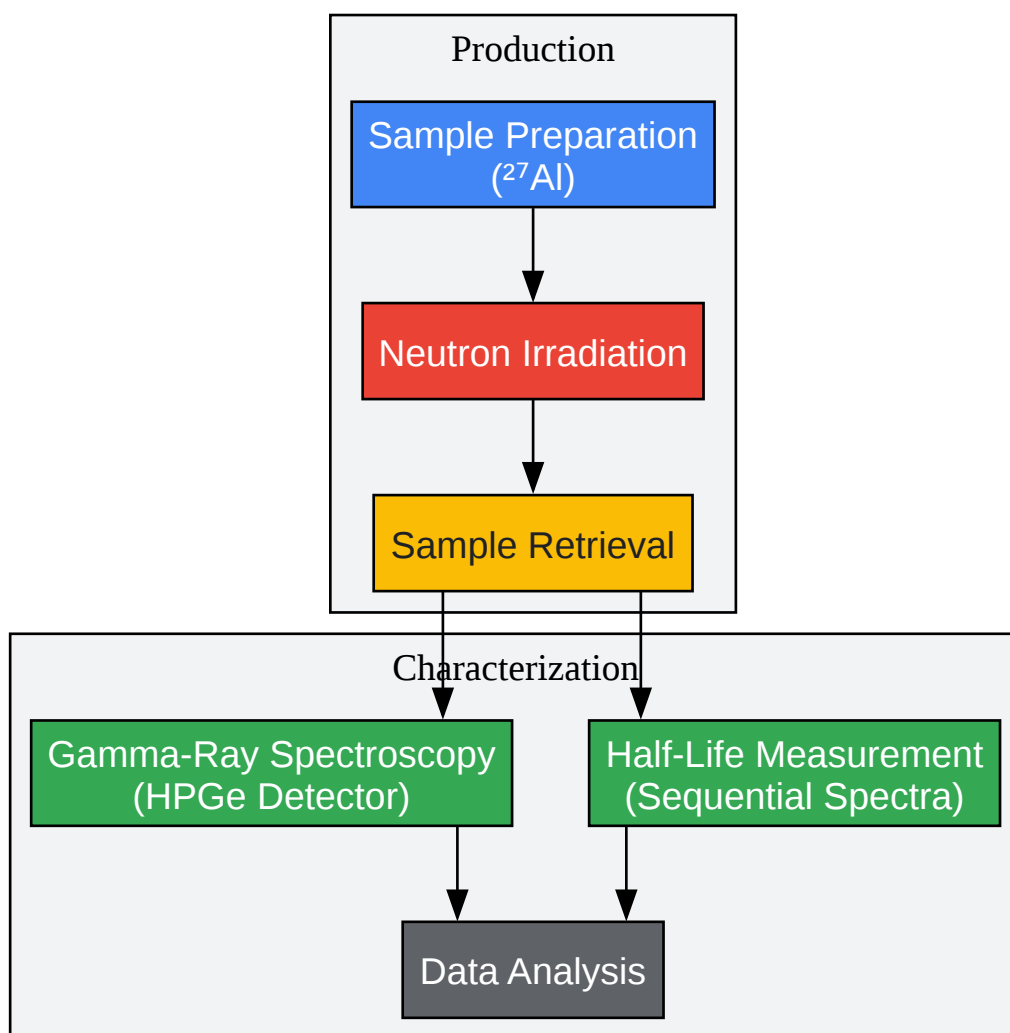 Production
Sample Preparation
(²⁷Al)
Neutron Irradiation
Sample Retrieval
Characterization
Gamma-Ray Spectroscopy
(HPGe Detector)
Half-Life Measurement
(Sequential Spectra)
Data Analysis